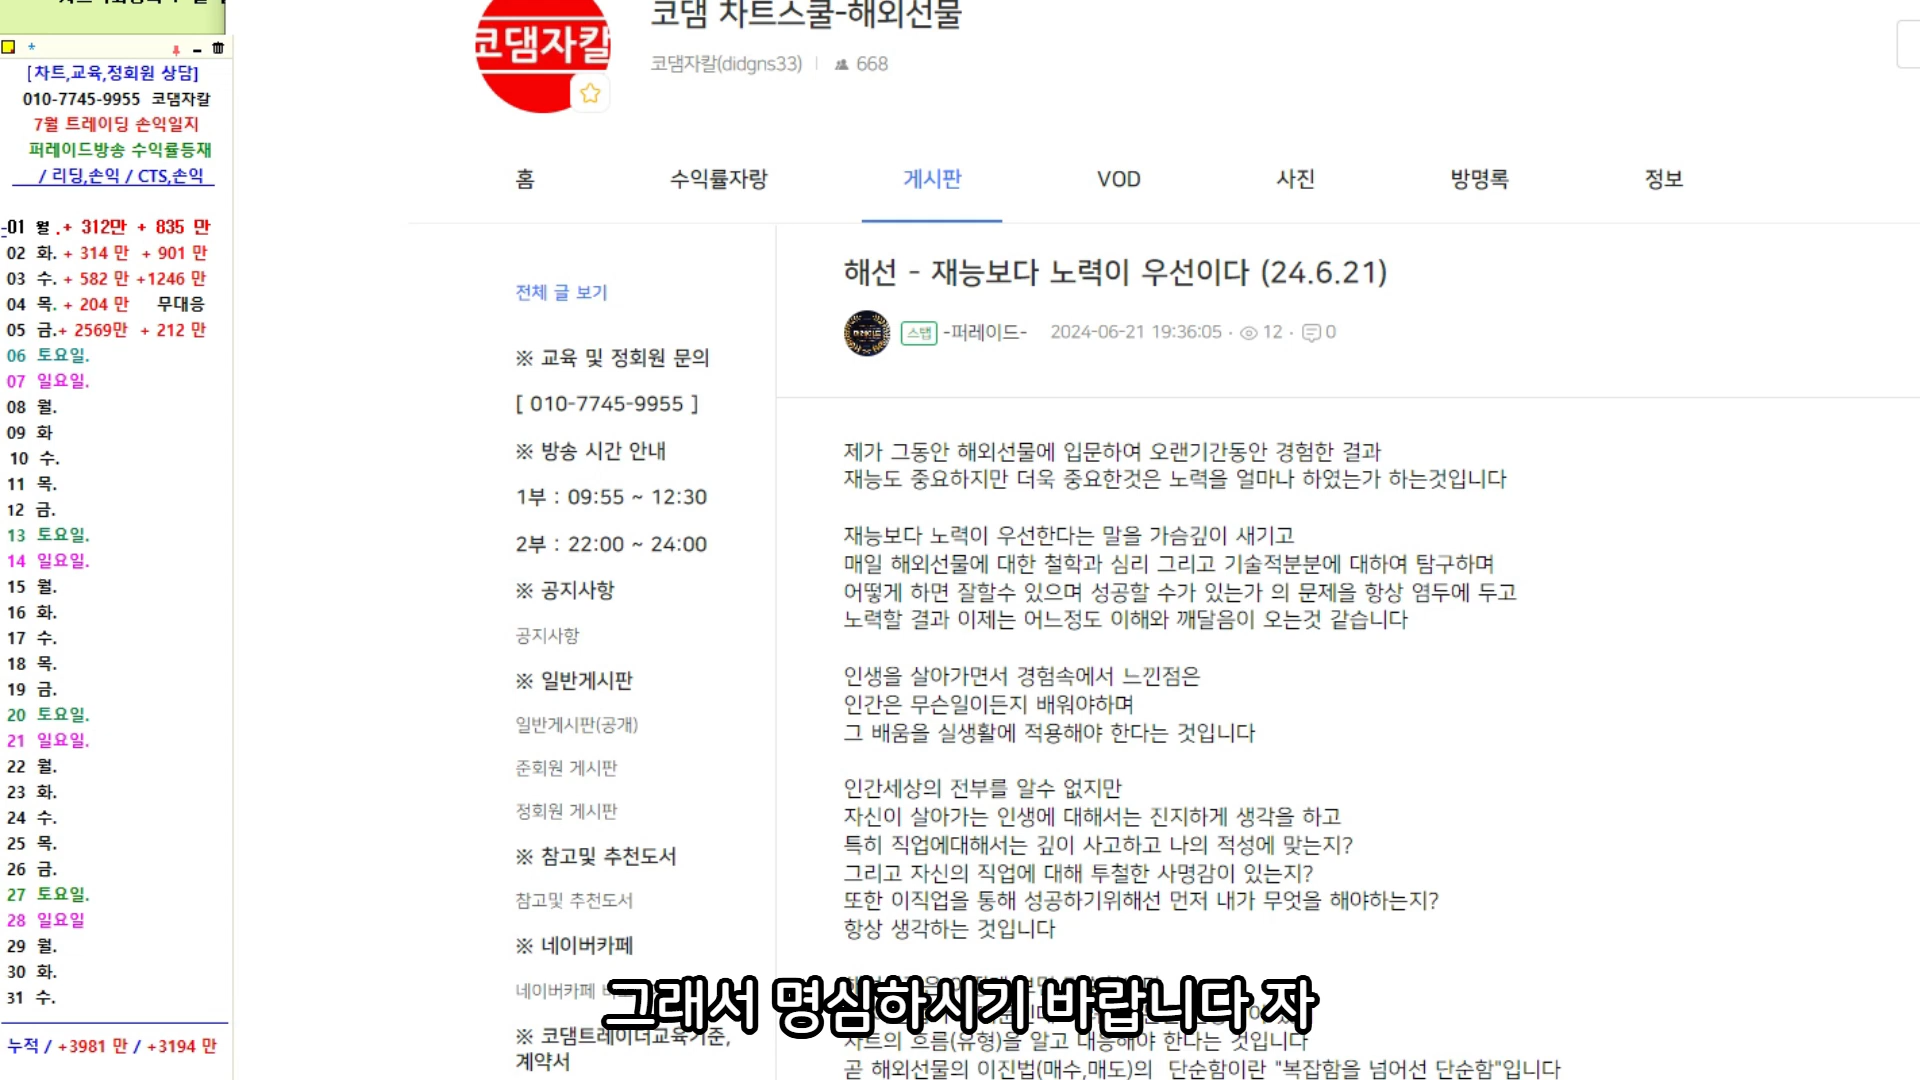 [차트,교육,정회원 상담]
010-7745-9955 코댐자칼
7월 트레이딩 손익일지
퍼레이드방송 수익률등재
/ 리딩,손익 / CTS,손익
-01 월 .+ 312만 + 835 만
02 화. + 314 만 + 901 만
03 수. + 582 만 +1246 만
04 목. + 204 만 무대응
05 금.+ 2569만 + 212 만
06 토요일.
07 일요일.
08 월.
09 화
10 수.
11 목.
12 금.
13 토요일.
14 일요일.
15 월.
16 화.
17 수.
18 목.
19 금.
20 토요일.
21 일요일.
22 월.
23 화.
24 수.
25 목.
26 금.
27 토요일.
28 일요일
29 월.
30 화.
31 수.
누적 / +3981 만 / +3194 만
코댐자칼
코댐 차트스쿨-해외선물
코댐자칼(didgns33) 668
홈 수익률자랑 게시판 VOD 사진 방명록 정보
전체 글 보기
※ 교육 및 정회원 문의
[ 010-7745-9955 ]
※ 방송 시간 안내
1부 : 09:55 ~ 12:30
2부 : 22:00 ~ 24:00
※ 공지사항
공지사항
※ 일반게시판
일반게시판(공개)
준회원 게시판
정회원 게시판
※ 참고및 추천도서
참고및 추천도서
※ 네이버카페
네이버카페
※ 코댐트레이더교육기준,
계약서
해선 - 재능보다 노력이 우선이다 (24.6.21)
스탭 -퍼레이드- 2024-06-21 19:36:05 · 12 · 0
제가 그동안 해외선물에 입문하여 오랜기간동안 경험한 결과
재능도 중요하지만 더욱 중요한것은 노력을 얼마나 하였는가 하는것입니다
재능보다 노력이 우선한다는 말을 가슴깊이 새기고
매일 해외선물에 대한 철학과 심리 그리고 기술적분분에 대하여 탐구하며
어떻게 하면 잘할수 있으며 성공할 수가 있는가 의 문제을 항상 염두에 두고
노력할 결과 이제는 어느정도 이해와 깨달음이 오는것 같습니다
인생을 살아가면서 경험속에서 느낀점은
인간은 무슨일이든지 배워야하며
그 배움을 실생활에 적용해야 한다는 것입니다
인간세상의 전부를 알수 없지만
자신이 살아가는 인생에 대해서는 진지하게 생각을 하고
특히 직업에대해서는 깊이 사고하고 나의 적성에 맞는지?
그리고 자신의 직업에 대해 투철한 사명감이 있는지?
또한 이직업을 통해 성공하기위해선 먼저 내가 무엇을 해야하는지?
항상 생각하는 것입니다
그래서 명심하시기 바랍니다 자
차트의 흐름(유형)을 알고 대응해야 한다는 것입니다
곧 해외선물의 이진법(매수,매도)의 단순함이란 "복잡함을 넘어선 단순함"입니다